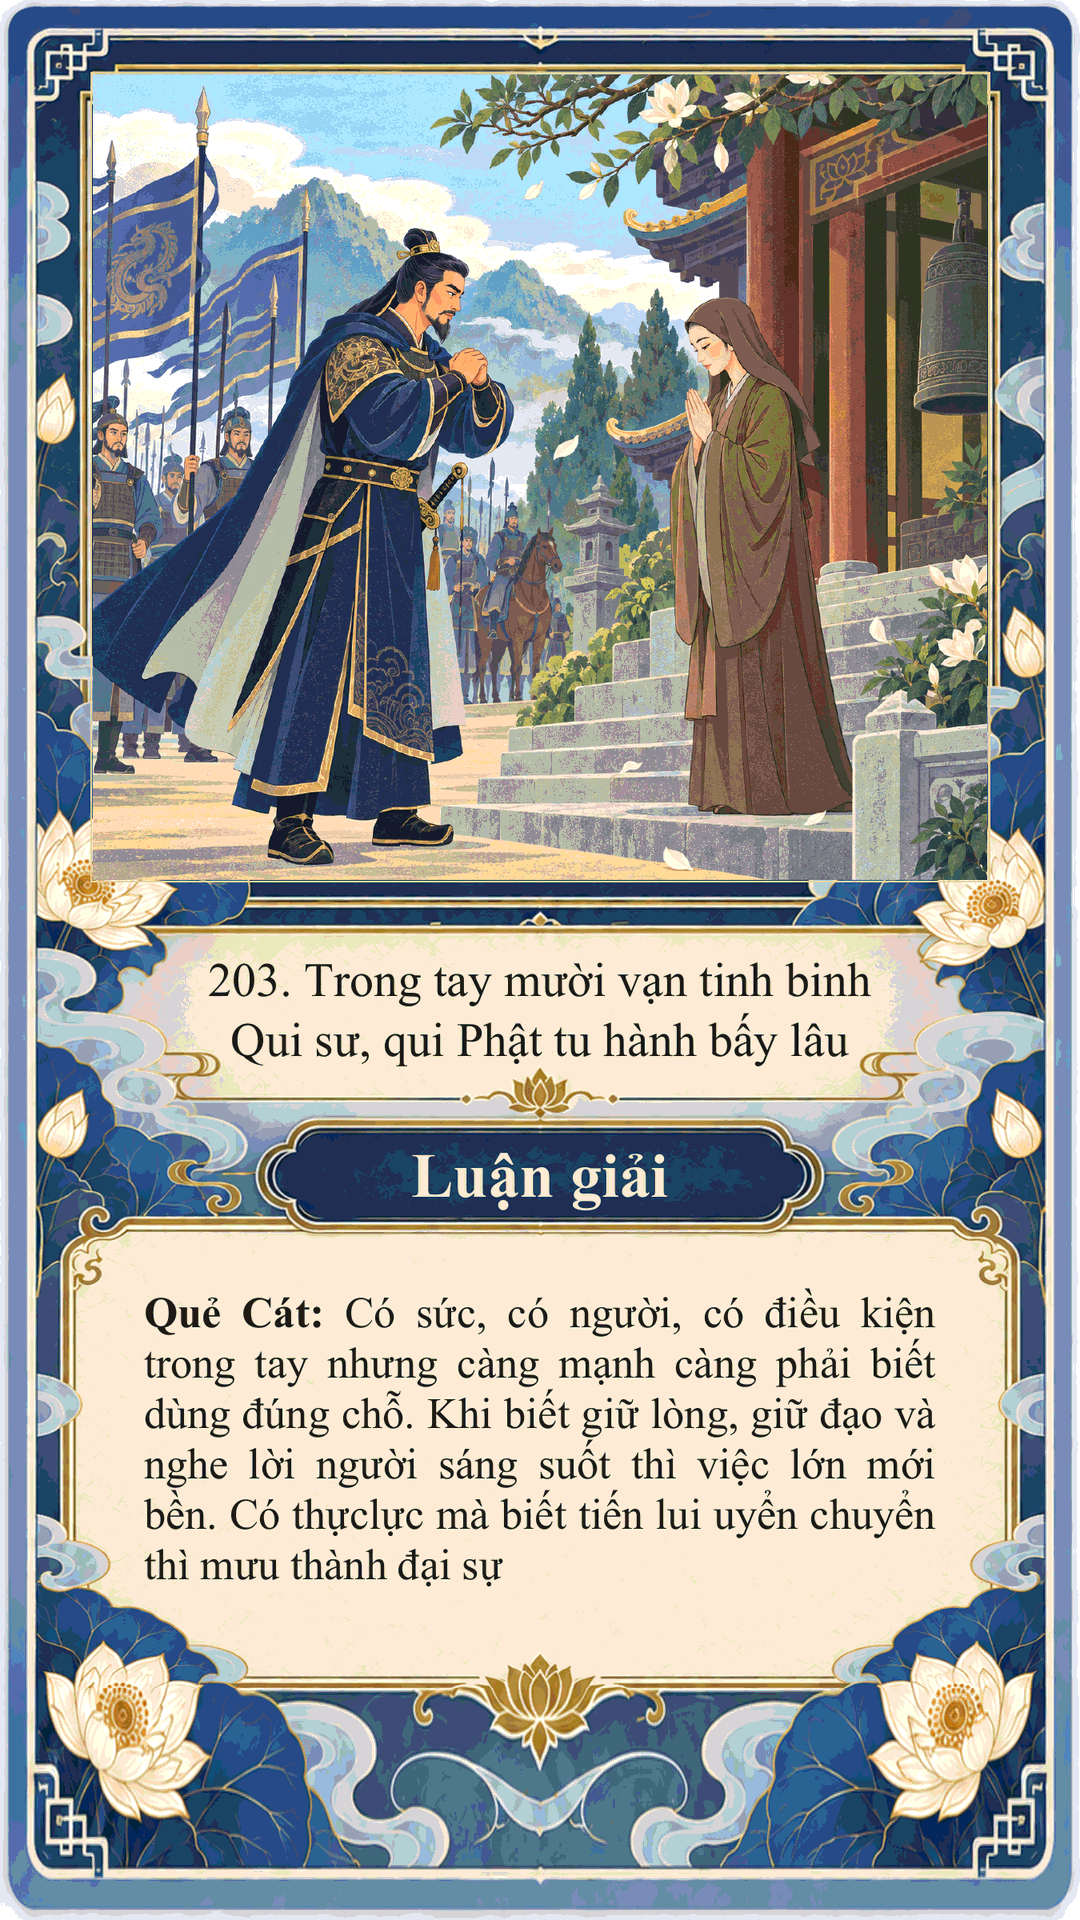 203. Trong tay mười vạn tinh binh
Qui sư, qui Phật tu hành bấy lâu
Luận giải
Quẻ Cát: Có sức, có người, có điều kiện
trong tay nhưng càng mạnh càng phải biết
dùng đúng chỗ. Khi biết giữ lòng, giữ đạo và
nghe lời người sáng suốt thì việc lớn mới
bền. Có thựclực mà biết tiến lui uyển chuyển
thì mưu thành đại sự